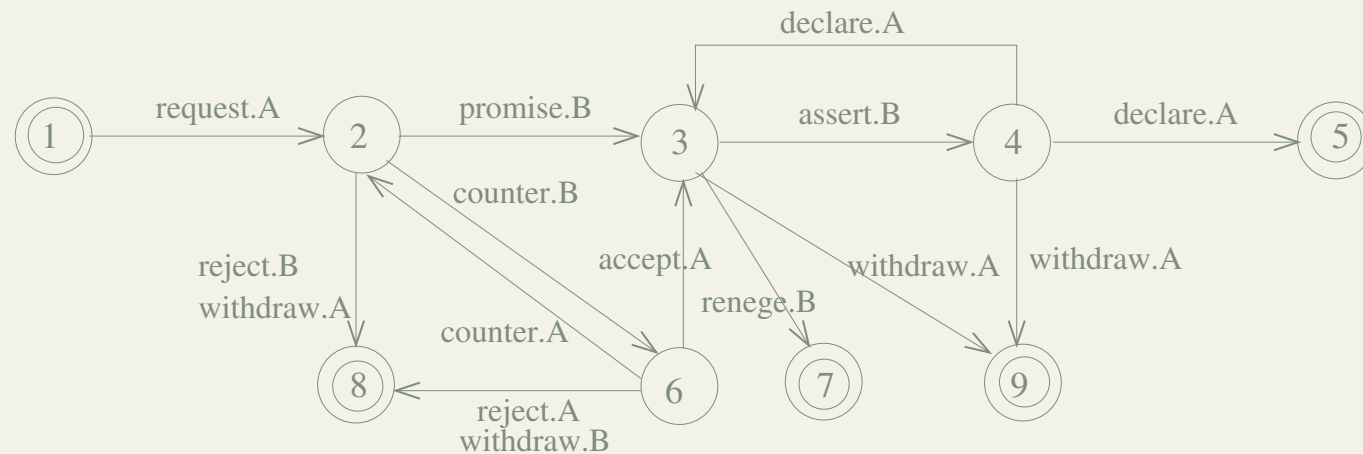 declare.A
request.A
promise.B
assert.B
declare.A
1
2
3
4
5
counter.B
reject.B
withdraw.A
accept.A
withdraw.A
withdraw.A
renege.B
counter.A
8
6
7
9
reject.A
withdraw.B